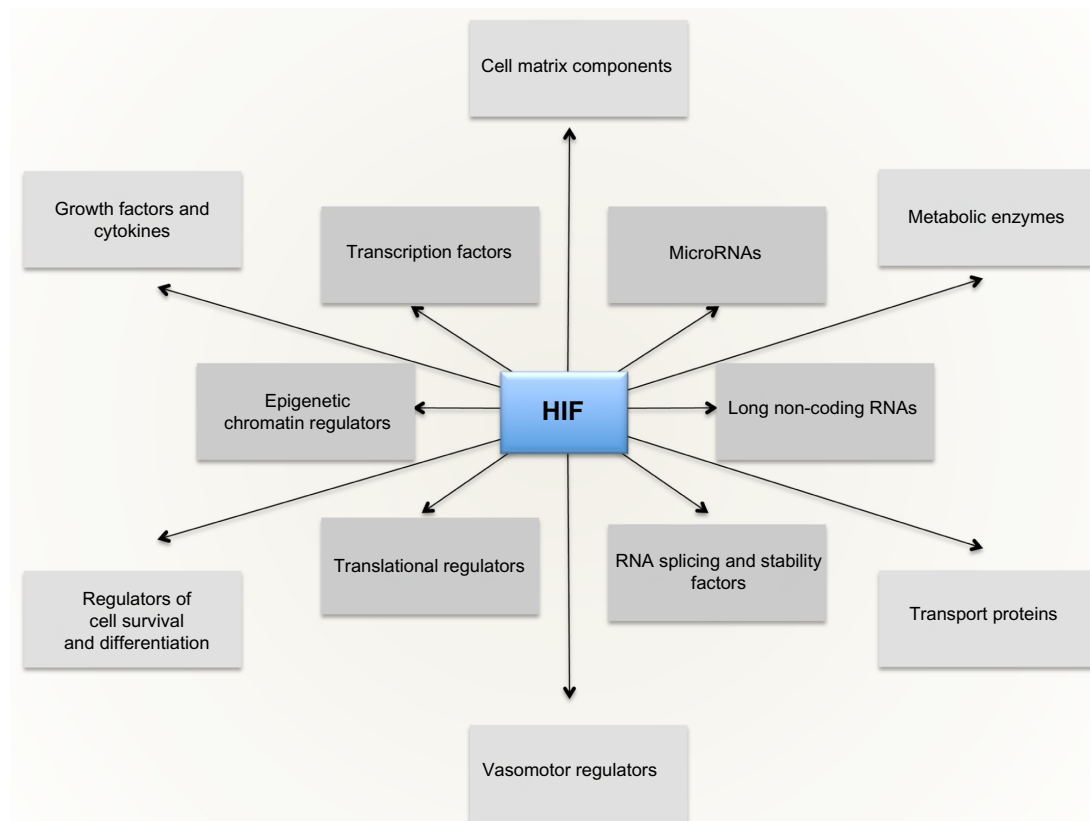 Cell matrix components
Growth factors and
cytokines
Metabolic enzymes
Transcription factors
MicroRNAs
Epigenetic
chromatin regulators
HIF
Long non-coding RNAs
Translational regulators
RNA splicing and stability
factors
Regulators of
cell survival
and differentiation
Transport proteins
Vasomotor regulators